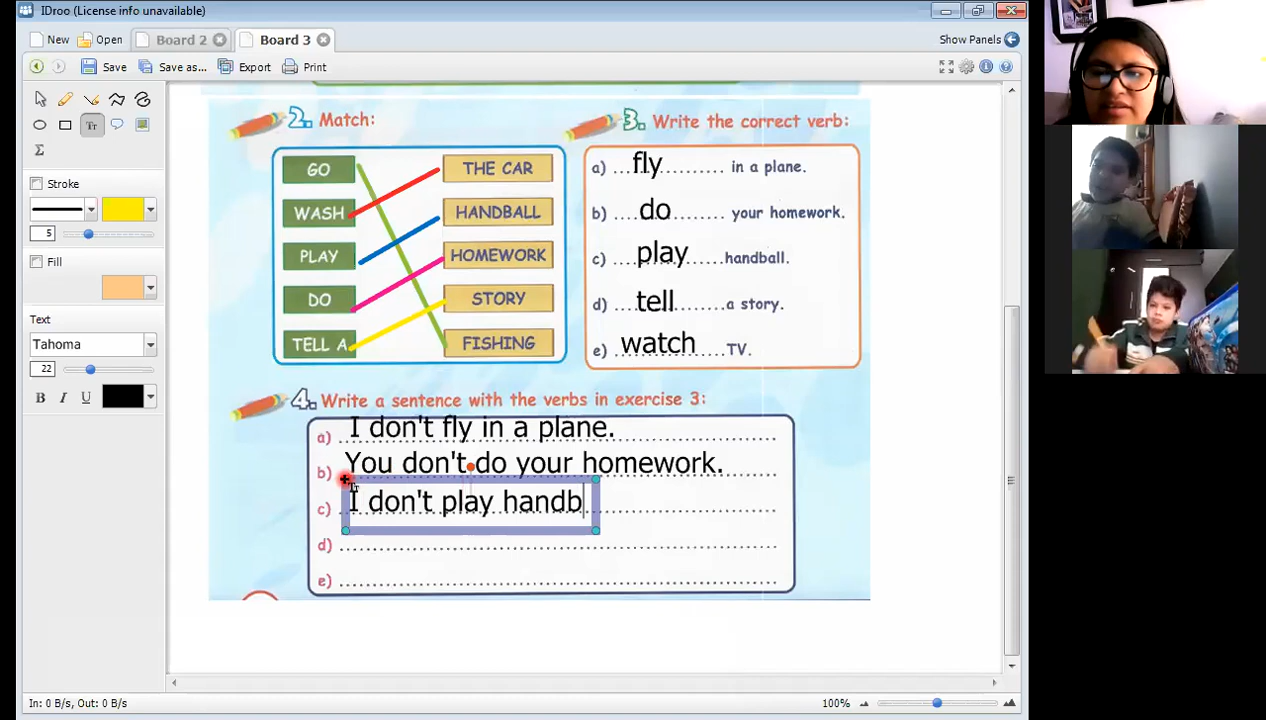 IDroo (License info unavailable)
New Open Board 2 Board 3 Show Panels
Save Save as... Export Print
2. Match:
GO THE CAR
WASH HANDBALL
PLAY HOMEWORK
DO STORY
TELL A FISHING
3. Write the correct verb:
a) ...fly.......... in a plane.
b) ....do........ your homework.
c) ...play......handball.
d) ...tell.........a story.
e) watch.....TV.
4. Write a sentence with the verbs in exercise 3:
a) I don't fly in a plane.
b) You don't do your homework.
c) I don't play handb
d)
e)
Stroke
5
Fill
Text
Tahoma
22
B I U
In: 0 B/s, Out: 0 B/s 100%